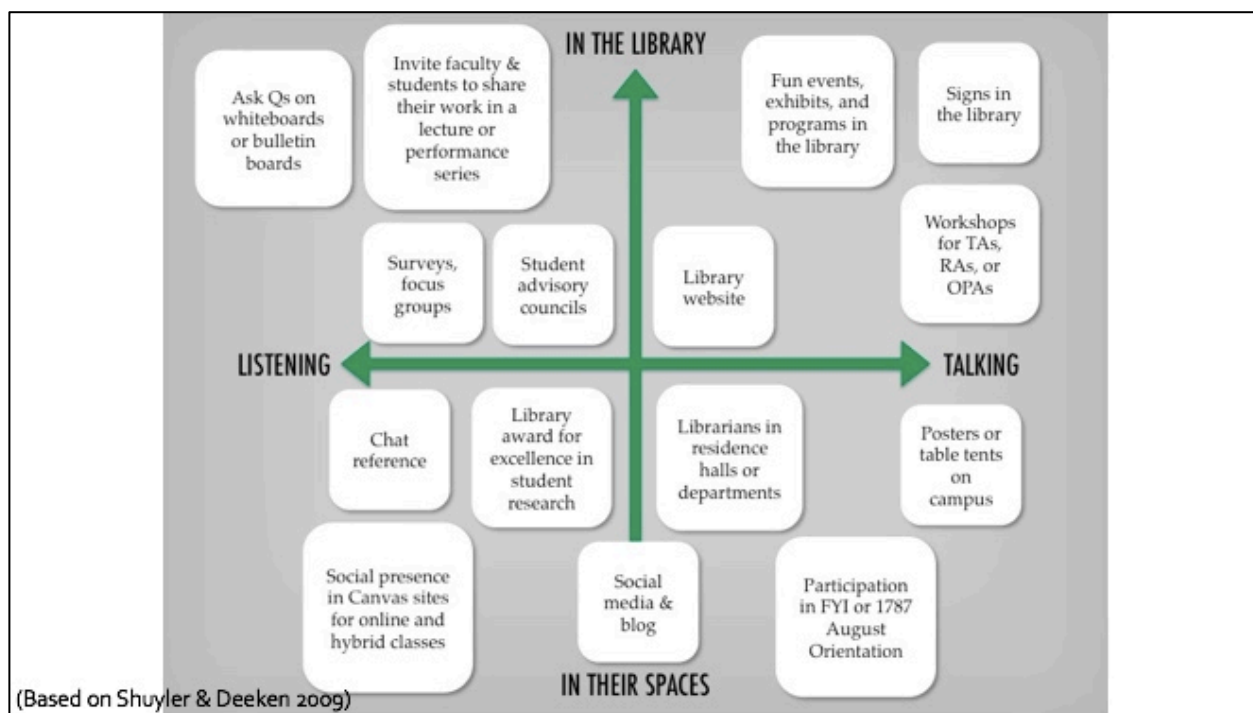 IN THE LIBRARY
Ask Qs on
whiteboards
or bulletin
boards
Invite faculty &
students to share
their work in a
lecture or
performance
series
Fun events,
exhibits, and
programs in
the library
Signs in
the library
Surveys,
focus
groups
Student
advisory
councils
Library
website
Workshops
for TAs,
RAs, or
OPAs
LISTENING
TALKING
Chat
reference
Library
award for
excellence in
student
research
Librarians in
residence
halls or
departments
Posters or
table tents
on
campus
Social presence
in Canvas sites
for online and
hybrid classes
Social
media &
blog
Participation
in FYI or 1787
August
Orientation
IN THEIR SPACES
(Based on Shuyler & Deeken 2009)